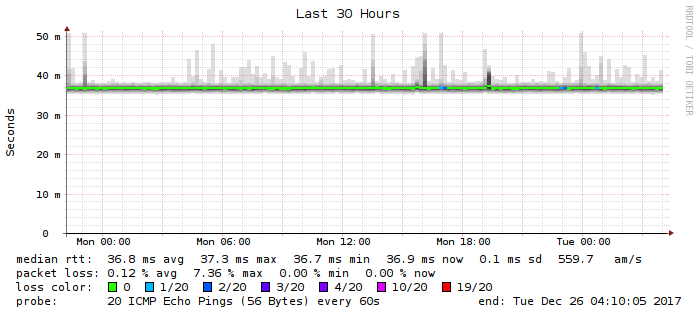 Last 30 Hours
RRDTOOL / TOBI OETIKER
Seconds
50 m
40 m
30 m
20 m
10 m
0
Mon 00:00 Mon 06:00 Mon 12:00 Mon 18:00 Tue 00:00
median rtt: 36.8 ms avg 37.3 ms max 36.7 ms min 36.9 ms now 0.1 ms sd 559.7 am/s
packet loss: 0.12 % avg 7.36 % max 0.00 % min 0.00 % now
loss color: 0 1/20 2/20 3/20 4/20 10/20 19/20
probe: 20 ICMP Echo Pings (56 Bytes) every 60s end: Tue Dec 26 04:10:05 2017